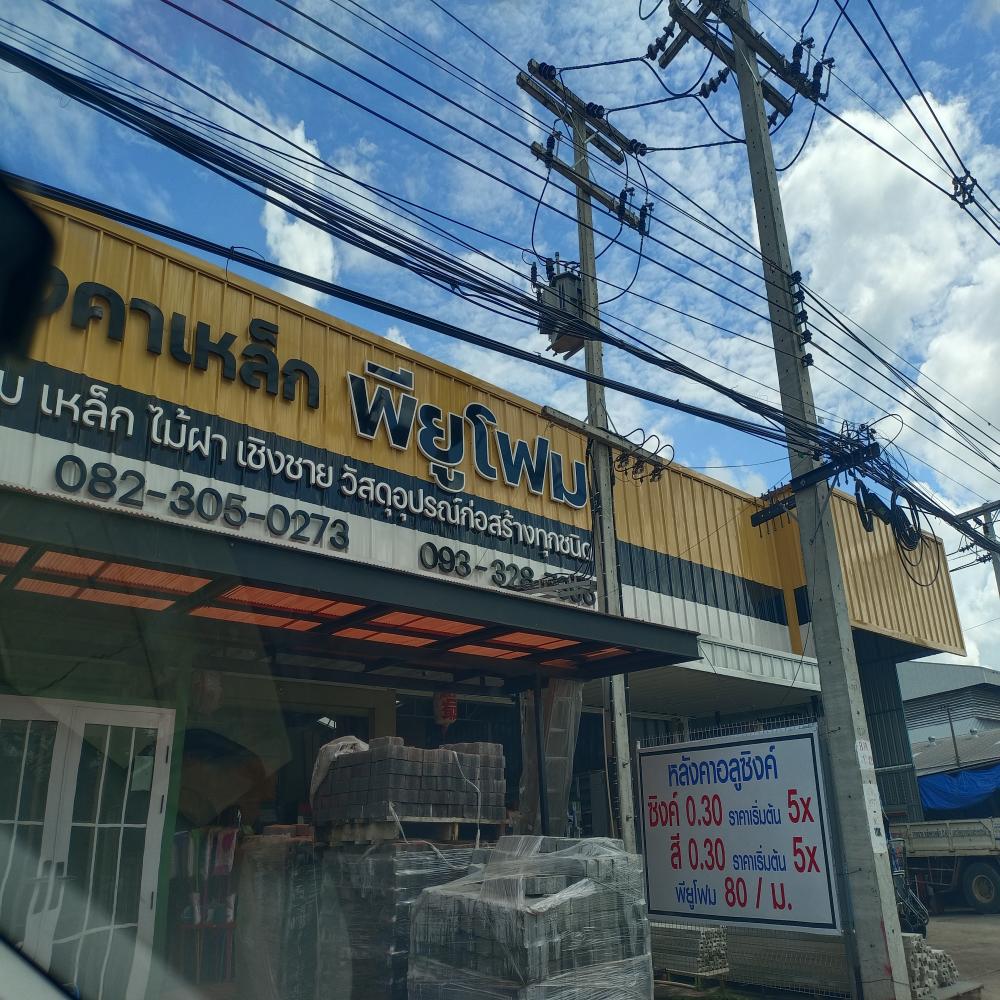 คาเหล็ก พียูโฟม
เหล็ก ไม้ฝา เชิงชาย วัสดุอุปรณ์ก่อสร้างทุกชนิด
082-305-0273
093-328-
หลังคาอลูซิงค์
ซิงค์ 0.30 ราคาเริ่มต้น 5x
สี 0.30 ราคาเริ่มต้น 5x
พียูโฟม 80 / ม.